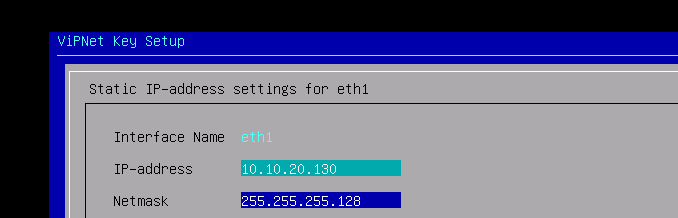 ViPNet Key Setup
Static IP-address settings for eth1
Interface Name eth1
IP-address 10.10.20.130
Netmask 255.255.255.128